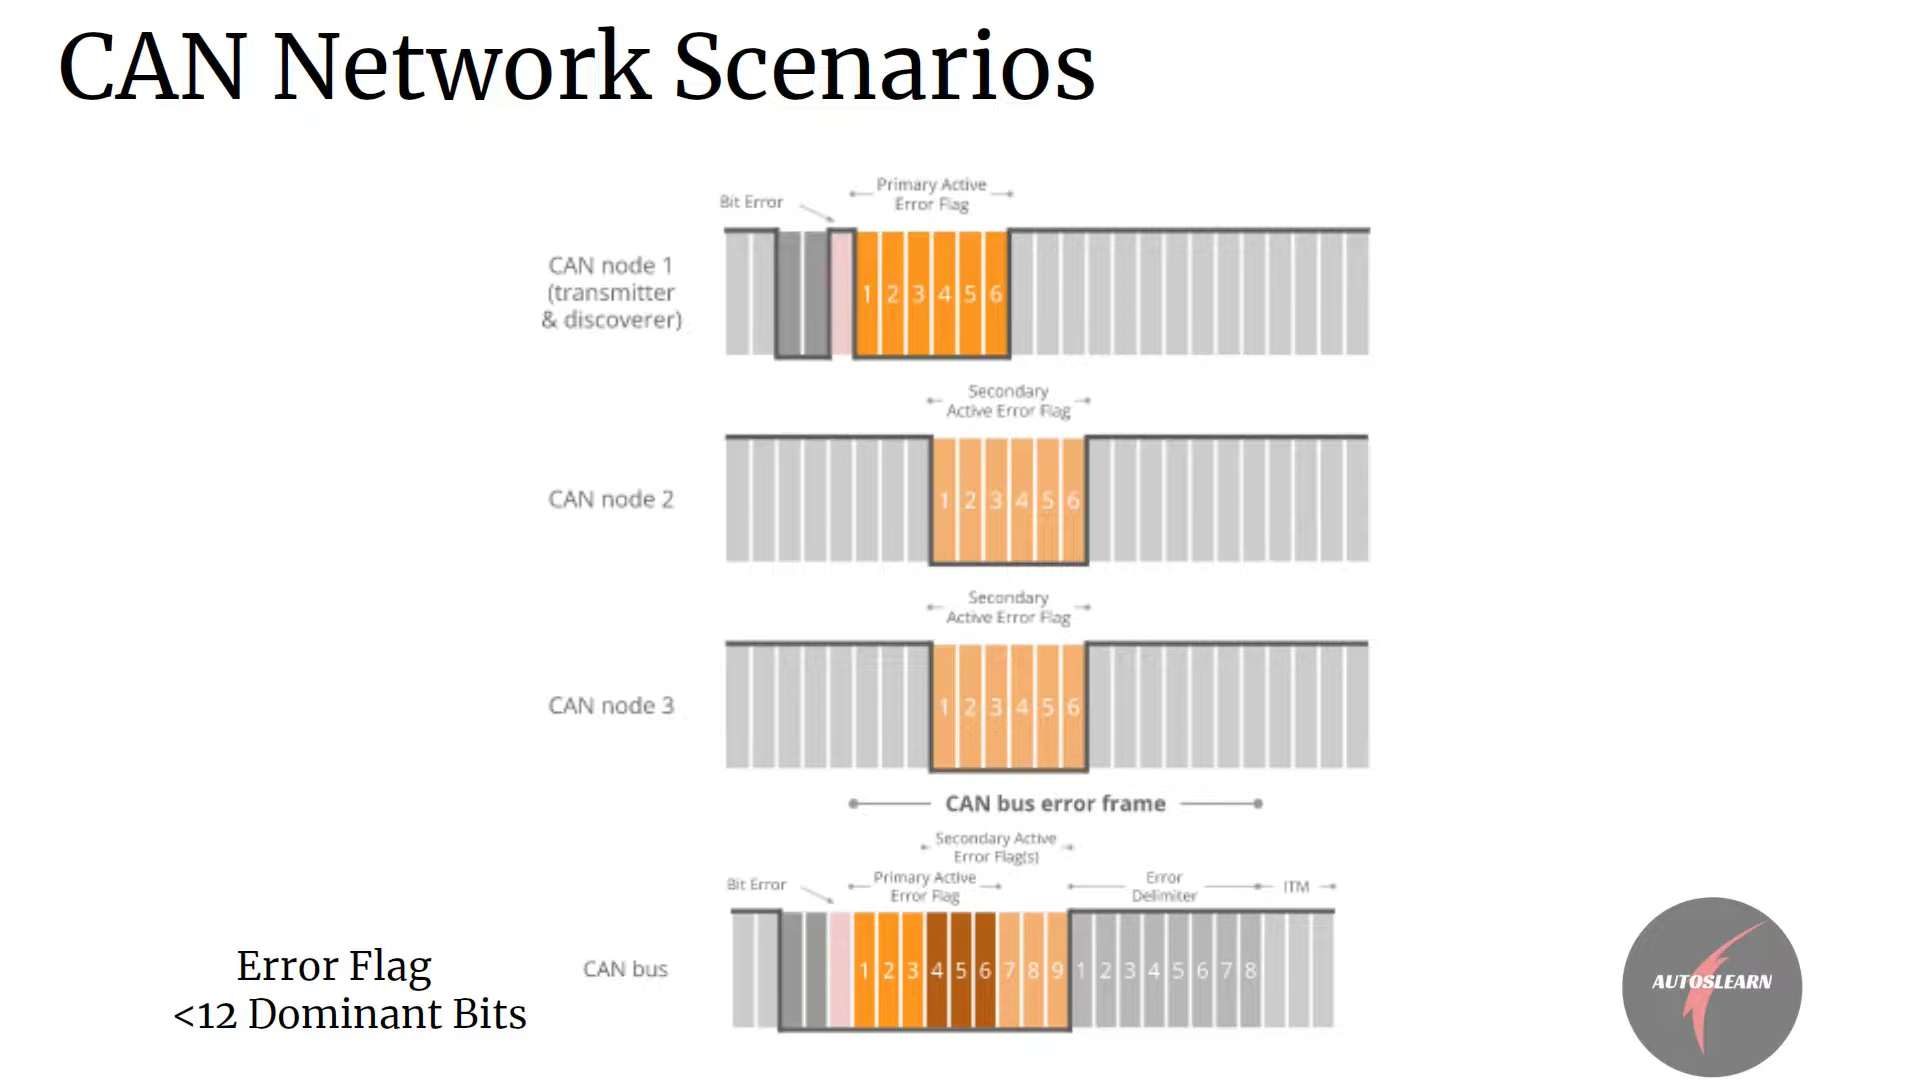 CAN Network Scenarios
Primary Active
Error Flag
Bit Error
CAN node 1
(transmitter
& discoverer)
1 2 3 4 5 6
Secondary
Active Error Flag
CAN node 2
1 2 3 4 5 6
Secondary
Active Error Flag
CAN node 3
1 2 3 4 5 6
CAN bus error frame
Secondary Active
Error Flag(s)
Bit Error
Primary Active
Error Flag
Error
Delimiter
ITM
CAN bus
1 2 3 4 5 6 7 8 9 1 2 3 4 5 6 7 8
Error Flag
<12 Dominant Bits
AUTOSLEARN